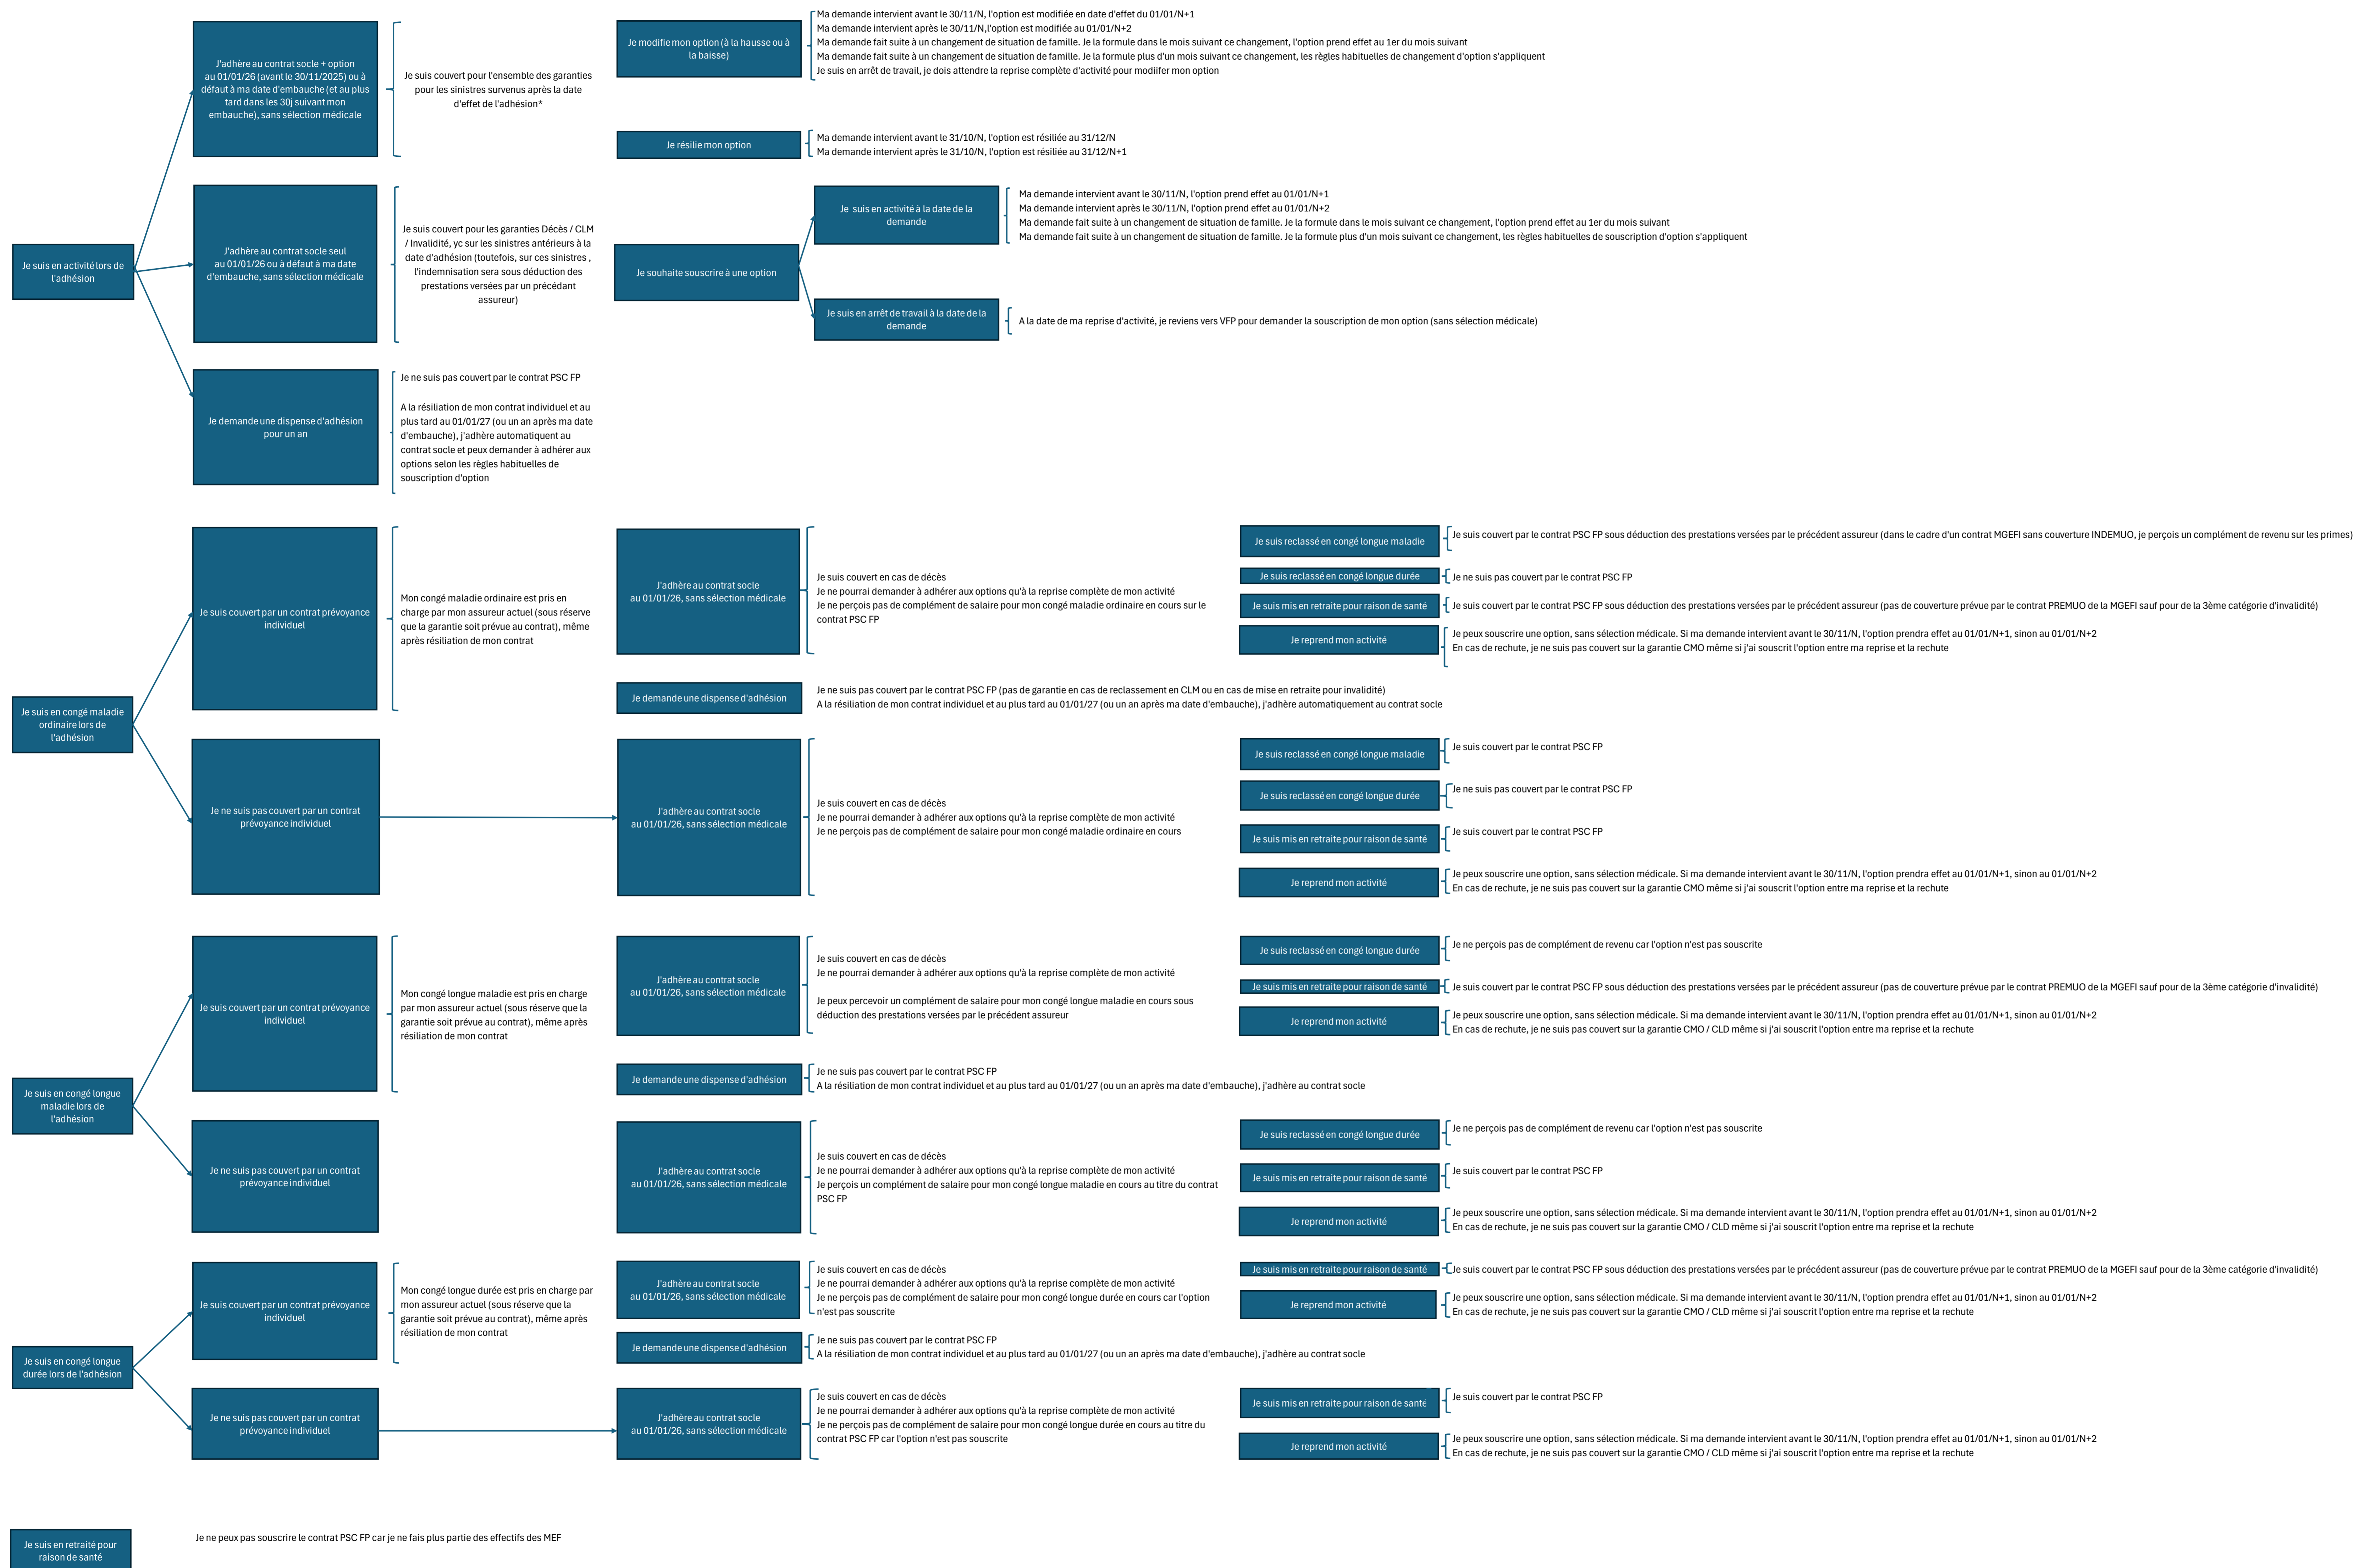 J'adhère au contrat socle + option
au 01/01/26 (avant le 30/11/2025) ou à
défaut à ma date d'embauche (et au plus
tard dans les 30j suivant mon
embauche), sans sélection médicale
Je suis couvert pour l'ensemble des garanties
pour les sinistres survenus après la date
d'effet de l'adhésion*
Je modifie mon option (à la hausse ou à
la baisse)
Ma demande intervient avant le 30/11/N, l'option est modifiée en date d'effet du 01/01/N+1
Ma demande intervient après le 30/11/N,l'option est modifiée au 01/01/N+2
Ma demande fait suite à un changement de situation de famille. Je la formule dans le mois suivant ce changement, l'option prend effet au 1er du mois suivant
Ma demande fait suite à un changement de situation de famille. Je la formule plus d'un mois suivant ce changement, les règles habituelles de changement d'option s'appliquent
Je suis en arrêt de travail, je dois attendre la reprise complète d'activité pour modiifer mon option
Je résilie mon option
Ma demande intervient avant le 31/10/N, l'option est résiliée au 31/12/N
Ma demande intervient après le 31/10/N, l'option est résiliée au 31/12/N+1
Je suis en activité lors de
l'adhésion
J'adhère au contrat socle seul
au 01/01/26 ou à défaut à ma date
d'embauche, sans sélection médicale
Je suis couvert pour les garanties Décès / CLM
/ Invalidité, yc sur les sinistres antérieurs à la
date d'adhésion (toutefois, sur ces sinistres ,
l'indemnisation sera sous déduction des
prestations versées par un précédant
assureur)
Je souhaite souscrire à une option
Je  suis en activité à la date de la
demande
Ma demande intervient avant le 30/11/N, l'option prend effet au 01/01/N+1
Ma demande intervient après le 30/11/N, l'option prend effet au 01/01/N+2
Ma demande fait suite à un changement de situation de famille. Je la formule dans le mois suivant ce changement, l'option prend effet au 1er du mois suivant
Ma demande fait suite à un changement de situation de famille. Je la formule plus d'un mois suivant ce changement, les règles habituelles de souscription d'option s'appliquent
Je suis en arrêt de travail à la date de la
demande
A la date de ma reprise d'activité, je reviens vers VFP pour demander la souscription de mon option (sans sélection médicale)
Je demande une dispense d'adhésion
pour un an
Je ne suis pas couvert par le contrat PSC FP
A la résiliation de mon contrat individuel et au
plus tard au 01/01/27 (ou un an après ma date
d'embauche), j'adhère automatiquent au
contrat socle et peux demander à adhérer aux
options selon les règles habituelles de
souscription d'option
Je suis en congé maladie
ordinaire lors de
l'adhésion
Je suis couvert par un contrat prévoyance
individuel
Mon congé maladie ordinaire est pris en
charge par mon assureur actuel (sous réserve
que la garantie soit prévue au contrat), même
après résiliation de mon contrat
J'adhère au contrat socle
au 01/01/26, sans sélection médicale
Je suis couvert en cas de décès
Je ne pourrai demander à adhérer aux options qu'à la reprise complète de mon activité
Je ne perçois pas de complément de salaire pour mon congé maladie ordinaire en cours sur le
contrat PSC FP
Je suis reclassé en congé longue maladie
Je suis couvert par le contrat PSC FP sous déduction des prestations versées par le précédent assureur (dans le cadre d'un contrat MGEFI sans couverture INDEMUO, je perçois un complément de revenu sur les primes)
Je suis reclassé en congé longue durée
Je ne suis pas couvert par le contrat PSC FP
Je suis mis en retraite pour raison de santé
Je suis couvert par le contrat PSC FP sous déduction des prestations versées par le précédent assureur (pas de couverture prévue par le contrat PREMUO de la MGEFI sauf pour de la 3ème catégorie d'invalidité)
Je reprend mon activité
Je peux souscrire une option, sans sélection médicale. Si ma demande intervient avant le 30/11/N, l'option prendra effet au 01/01/N+1, sinon au 01/01/N+2
En cas de rechute, je ne suis pas couvert sur la garantie CMO même si j'ai souscrit l'option entre ma reprise et la rechute
Je demande une dispense d'adhésion
Je ne suis pas couvert par le contrat PSC FP (pas de garantie en cas de reclassement en CLM ou en cas de mise en retraite pour invalidité)
A la résiliation de mon contrat individuel et au plus tard au 01/01/27 (ou un an après ma date d'embauche), j'adhère automatiquement au contrat socle
Je ne suis pas couvert par un contrat
prévoyance individuel
J'adhère au contrat socle
au 01/01/26, sans sélection médicale
Je suis couvert en cas de décès
Je ne pourrai demander à adhérer aux options qu'à la reprise complète de mon activité
Je ne perçois pas de complément de salaire pour mon congé maladie ordinaire en cours
Je suis reclassé en congé longue maladie
Je suis couvert par le contrat PSC FP
Je suis reclassé en congé longue durée
Je ne suis pas couvert par le contrat PSC FP
Je suis mis en retraite pour raison de santé
Je suis couvert par le contrat PSC FP
Je reprend mon activité
Je peux souscrire une option, sans sélection médicale. Si ma demande intervient avant le 30/11/N, l'option prendra effet au 01/01/N+1, sinon au 01/01/N+2
En cas de rechute, je ne suis pas couvert sur la garantie CMO même si j'ai souscrit l'option entre ma reprise et la rechute
Je suis en congé longue
maladie lors de
l'adhésion
Je suis couvert par un contrat prévoyance
individuel
Mon congé longue maladie est pris en charge
par mon assureur actuel (sous réserve que la
garantie soit prévue au contrat), même après
résiliation de mon contrat
J'adhère au contrat socle
au 01/01/26, sans sélection médicale
Je suis couvert en cas de décès
Je ne pourrai demander à adhérer aux options qu'à la reprise complète de mon activité
Je peux percevoir un complément de salaire pour mon congé longue maladie en cours sous
déduction des prestations versées par le précédent assureur
Je suis reclassé en congé longue durée
Je ne perçois pas de complément de revenu car l'option n'est pas souscrite
Je suis mis en retraite pour raison de santé
Je suis couvert par le contrat PSC FP sous déduction des prestations versées par le précédent assureur (pas de couverture prévue par le contrat PREMUO de la MGEFI sauf pour de la 3ème catégorie d'invalidité)
Je reprend mon activité
Je peux souscrire une option, sans sélection médicale. Si ma demande intervient avant le 30/11/N, l'option prendra effet au 01/01/N+1, sinon au 01/01/N+2
En cas de rechute, je ne suis pas couvert sur la garantie CMO / CLD même si j'ai souscrit l'option entre ma reprise et la rechute
Je demande une dispense d'adhésion
Je ne suis pas couvert par le contrat PSC FP
A la résiliation de mon contrat individuel et au plus tard au 01/01/27 (ou un an après ma date d'embauche), j'adhère au contrat socle
Je ne suis pas couvert par un contrat
prévoyance individuel
J'adhère au contrat socle
au 01/01/26, sans sélection médicale
Je suis couvert en cas de décès
Je ne pourrai demander à adhérer aux options qu'à la reprise complète de mon activité
Je perçois un complément de salaire pour mon congé longue maladie en cours au titre du contrat
PSC FP
Je suis reclassé en congé longue durée
Je ne perçois pas de complément de revenu car l'option n'est pas souscrite
Je suis mis en retraite pour raison de santé
Je suis couvert par le contrat PSC FP
Je reprend mon activité
Je peux souscrire une option, sans sélection médicale. Si ma demande intervient avant le 30/11/N, l'option prendra effet au 01/01/N+1, sinon au 01/01/N+2
En cas de rechute, je ne suis pas couvert sur la garantie CMO / CLD même si j'ai souscrit l'option entre ma reprise et la rechute
Je suis en congé longue
durée lors de l'adhésion
Je suis couvert par un contrat prévoyance
individuel
Mon congé longue durée est pris en charge par
mon assureur actuel (sous réserve que la
garantie soit prévue au contrat), même après
résiliation de mon contrat
J'adhère au contrat socle
au 01/01/26, sans sélection médicale
Je suis couvert en cas de décès
Je ne pourrai demander à adhérer aux options qu'à la reprise complète de mon activité
Je ne perçois pas de complément de salaire pour mon congé longue durée en cours car l'option
n'est pas souscrite
Je suis mis en retraite pour raison de santé
Je suis couvert par le contrat PSC FP sous déduction des prestations versées par le précédent assureur (pas de couverture prévue par le contrat PREMUO de la MGEFI sauf pour de la 3ème catégorie d'invalidité)
Je reprend mon activité
Je peux souscrire une option, sans sélection médicale. Si ma demande intervient avant le 30/11/N, l'option prendra effet au 01/01/N+1, sinon au 01/01/N+2
En cas de rechute, je ne suis pas couvert sur la garantie CMO / CLD même si j'ai souscrit l'option entre ma reprise et la rechute
Je demande une dispense d'adhésion
Je ne suis pas couvert par le contrat PSC FP
A la résiliation de mon contrat individuel et au plus tard au 01/01/27 (ou un an après ma date d'embauche), j'adhère au contrat socle
Je ne suis pas couvert par un contrat
prévoyance individuel
J'adhère au contrat socle
au 01/01/26, sans sélection médicale
Je suis couvert en cas de décès
Je ne pourrai demander à adhérer aux options qu'à la reprise complète de mon activité
Je ne perçois pas de complément de salaire pour mon congé longue durée en cours au titre du
contrat PSC FP car l'option n'est pas souscrite
Je suis mis en retraite pour raison de santé
Je suis couvert par le contrat PSC FP
Je reprend mon activité
Je peux souscrire une option, sans sélection médicale. Si ma demande intervient avant le 30/11/N, l'option prendra effet au 01/01/N+1, sinon au 01/01/N+2
En cas de rechute, je ne suis pas couvert sur la garantie CMO / CLD même si j'ai souscrit l'option entre ma reprise et la rechute
Je suis en retraité pour
raison de santé
Je ne peux pas souscrire le contrat PSC FP car je ne fais plus partie des effectifs des MEF